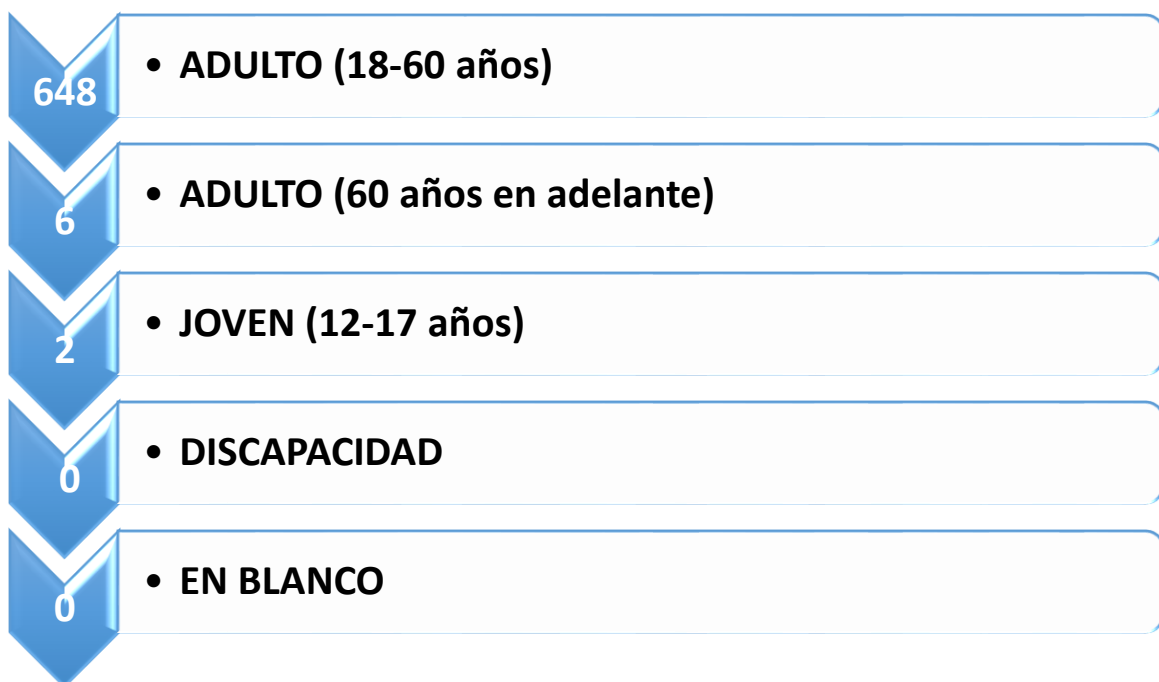 648
• ADULTO (18-60 años)
6
• ADULTO (60 años en adelante)
2
• JOVEN (12-17 años)
0
• DISCAPACIDAD
0
• EN BLANCO